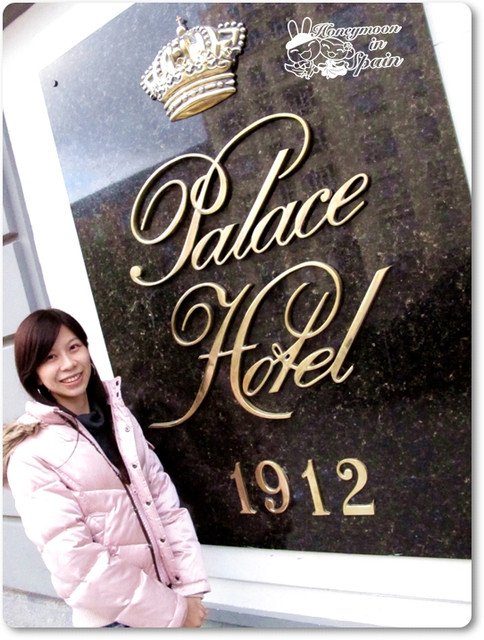 Honeymoon
in
Spain
Palace
Hotel
1912